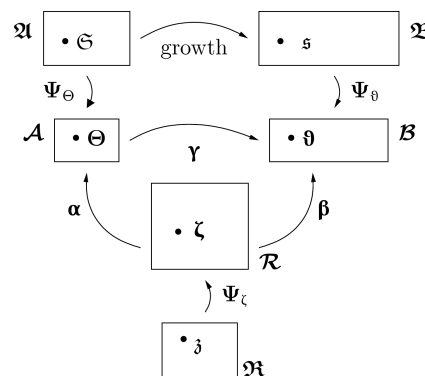 𝔄 • 𝔖 growth • 𝔰 𝔅
Ψ_Θ Ψ_ϑ
𝓐 • Θ γ • ϑ 𝓑
α • ζ β
𝓡
Ψ_ζ
• 𝔷
𝕽